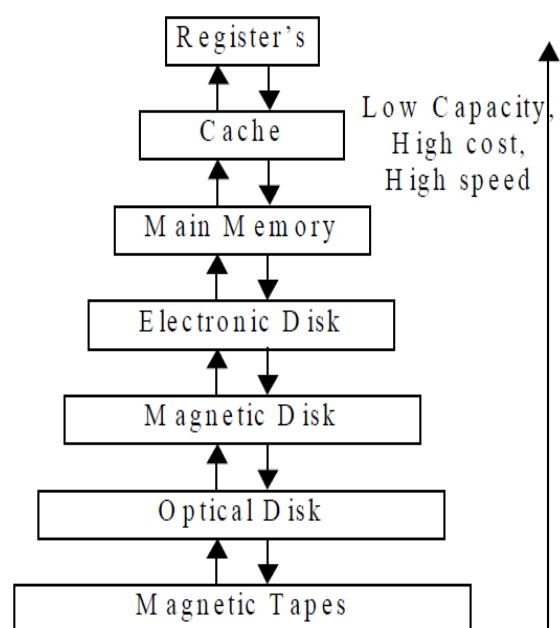 Register's
Cache
Low Capacity,
High cost,
High speed
Main Memory
Electronic Disk
Magnetic Disk
Optical Disk
Magnetic Tapes